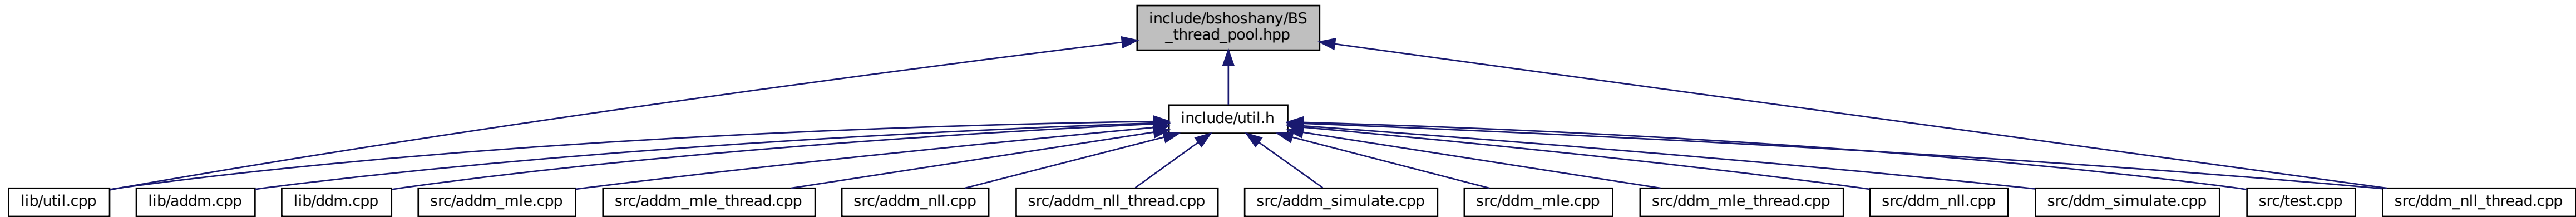 include/bshoshany/BS
_thread_pool.hpp
include/util.h
lib/util.cpp
lib/addm.cpp
lib/ddm.cpp
src/addm_mle.cpp
src/addm_mle_thread.cpp
src/addm_nll.cpp
src/addm_nll_thread.cpp
src/addm_simulate.cpp
src/ddm_mle.cpp
src/ddm_mle_thread.cpp
src/ddm_nll.cpp
src/ddm_simulate.cpp
src/test.cpp
src/ddm_nll_thread.cpp